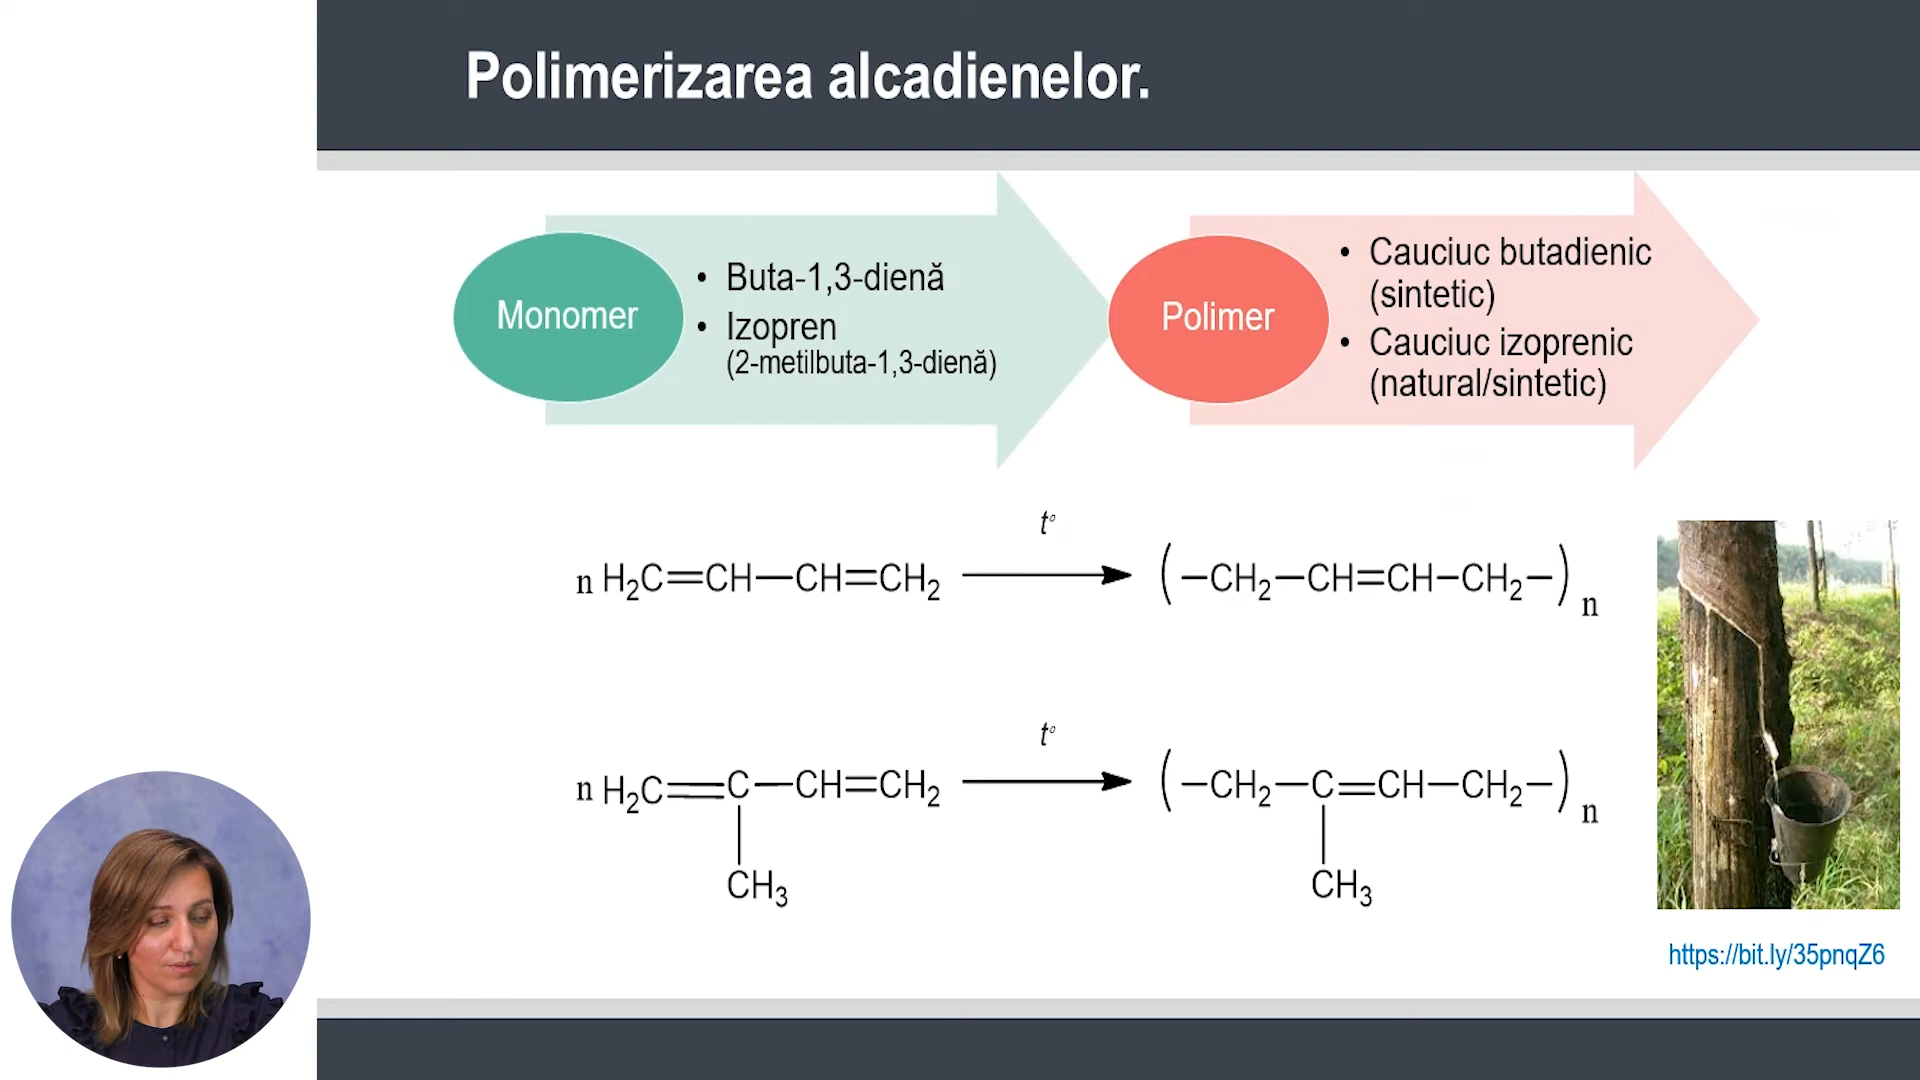 Polimerizarea alcadienelor.
Monomer
• Buta-1,3-dienă
• Izopren
(2-metilbuta-1,3-dienă)
Polimer
• Cauciuc butadienic
(sintetic)
• Cauciuc izoprenic
(natural/sintetic)
t°
n H₂C=CH—CH=CH₂ → (–CH₂–CH=CH–CH₂–)n
t°
n H₂C=C—CH=CH₂ → (–CH₂—C=CH—CH₂–)n
CH₃ CH₃
https://bit.ly/35pnqZ6